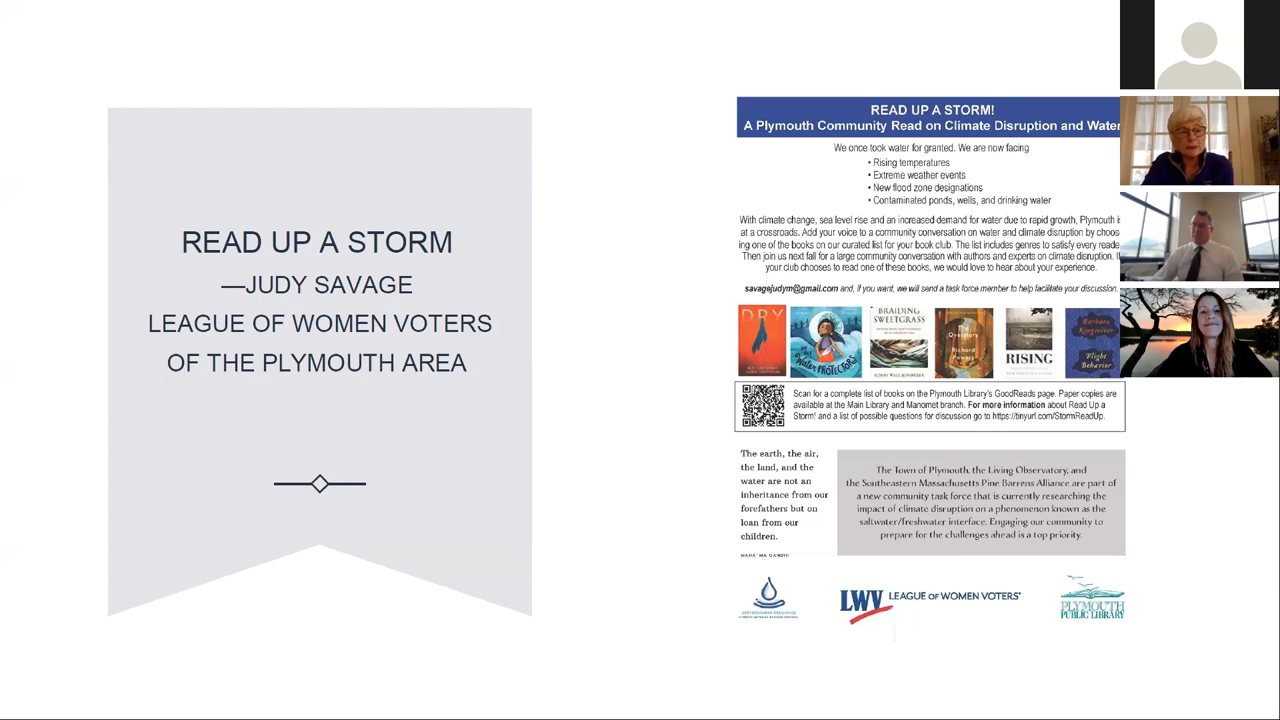 READ UP A STORM
—JUDY SAVAGE
LEAGUE OF WOMEN VOTERS
OF THE PLYMOUTH AREA
READ UP A STORM!
A Plymouth Community Read on Climate Disruption and Water
We once took water for granted. We are now facing
• Rising temperatures
• Extreme weather events
• New flood zone designations
• Contaminated ponds, wells, and drinking water
With climate change, sea level rise and an increased demand for water due to rapid growth, Plymouth is
at a crossroads. Add your voice to a community conversation on water and climate disruption by choos
ing one of the books on our curated list for your book club. The list includes genres to satisfy every reade
Then join us next fall for a large community conversation with authors and experts on climate disruption. I
your club chooses to read one of these books, we would love to hear about your experience.
savagejudym@gmail.com and, if you want, we will send a task force member to help facilitate your discussion.
DRY
WE ARE
Water PROTECTORS
BRAIDING
SWEETGRASS
The
Overstory
Richard
Powers
RISING
Barbara
Kingsolver
Flight
Behavior
Scan for a complete list of books on the Plymouth Library's GoodReads page. Paper copies are
available at the Main Library and Manomet branch. For more information about Read Up a
Storm! and a list of possible questions for discussion go to https://tinyurl.com/StormReadUp.
The earth, the air,
the land, and the
water are not an
inheritance from our
forefathers but on
loan from our
children.
The Town of Plymouth, the Living Observatory, and
the Southeastern Massachusetts Pine Barrens Alliance are part of
a new community task force that is currently researching the
impact of climate disruption on a phenomenon known as the
saltwater/freshwater interface. Engaging our community to
prepare for the challenges ahead is a top priority.
LWV LEAGUE OF WOMEN VOTERS®
PLYMOUTH
PUBLIC LIBRARY